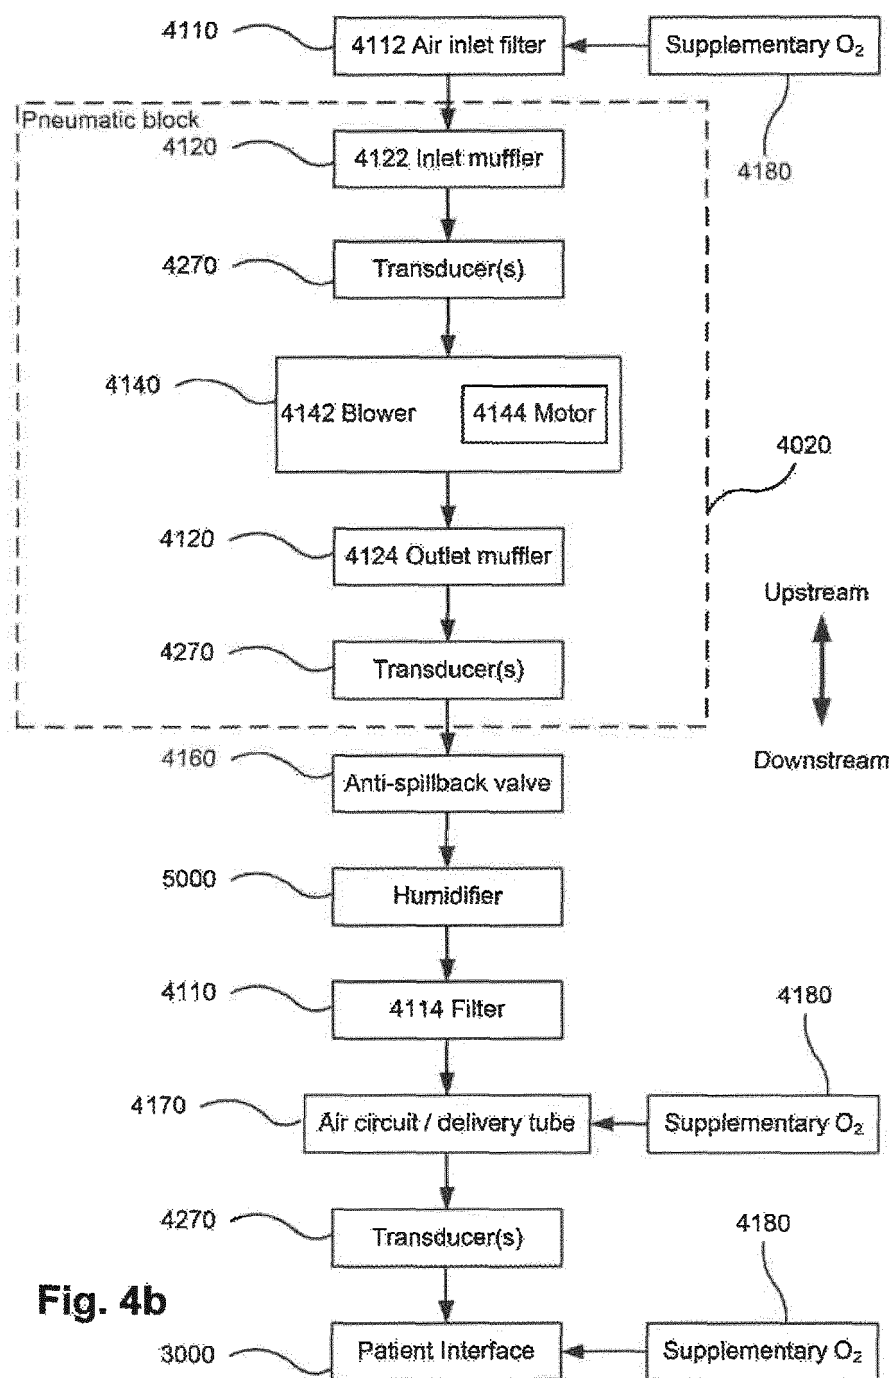 4110
4112 Air inlet filter
Supplementary O₂
Pneumatic block
4120
4122 Inlet muffler
4180
4270
Transducer(s)
4140
4142 Blower
4144 Motor
4020
4120
4124 Outlet muffler
Upstream
4270
Transducer(s)
4160
Anti-spillback valve
Downstream
5000
Humidifier
4110
4114 Filter
4180
4170
Air circuit / delivery tube
Supplementary O₂
4270
Transducer(s)
4180
Fig. 4b
3000
Patient Interface
Supplementary O₂